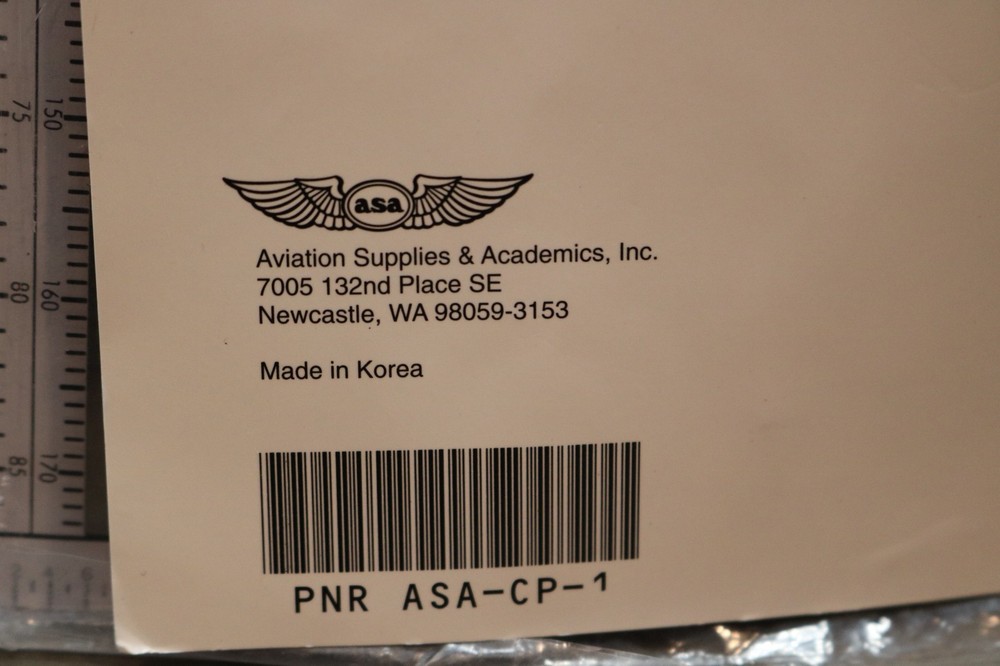 asa
Aviation Supplies & Academics, Inc.
7005 132nd Place SE
Newcastle, WA 98059-3153
Made in Korea
PNR ASA-CP-1
75
150
80
160
85
170